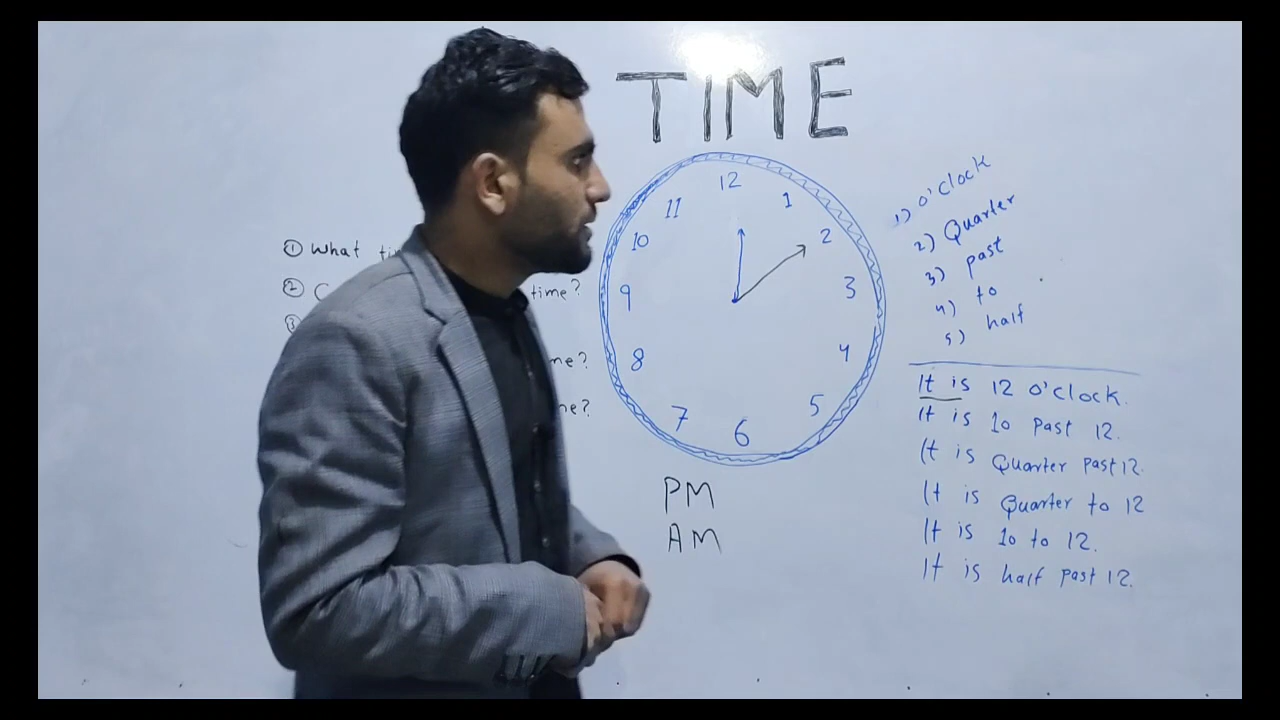 TIME
① What
②
time?
③
me?
me?
12
1
2
3
4
5
6
7
8
9
10
11
PM
AM
1) O'Clock
2) Quarter
3) past
4) to
5) half
It is 12 O'Clock.
It is 10 past 12.
It is Quarter past 12.
It is Quarter to 12
It is 10 to 12.
It is half past 12.